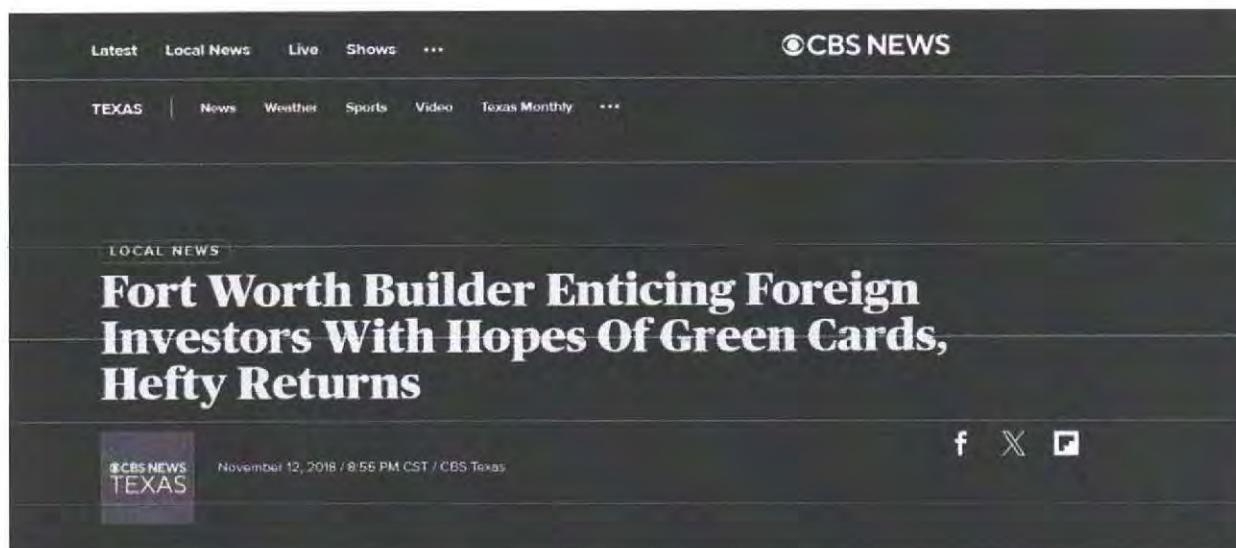 Latest Local News Live Shows ...
CBS NEWS
TEXAS | News Weather Sports Video Texas Monthly ...
LOCAL NEWS
Fort Worth Builder Enticing Foreign
Investors With Hopes Of Green Cards,
Hefty Returns
CBS NEWS
TEXAS
November 12, 2018 / 8:55 PM CST / CBS Texas